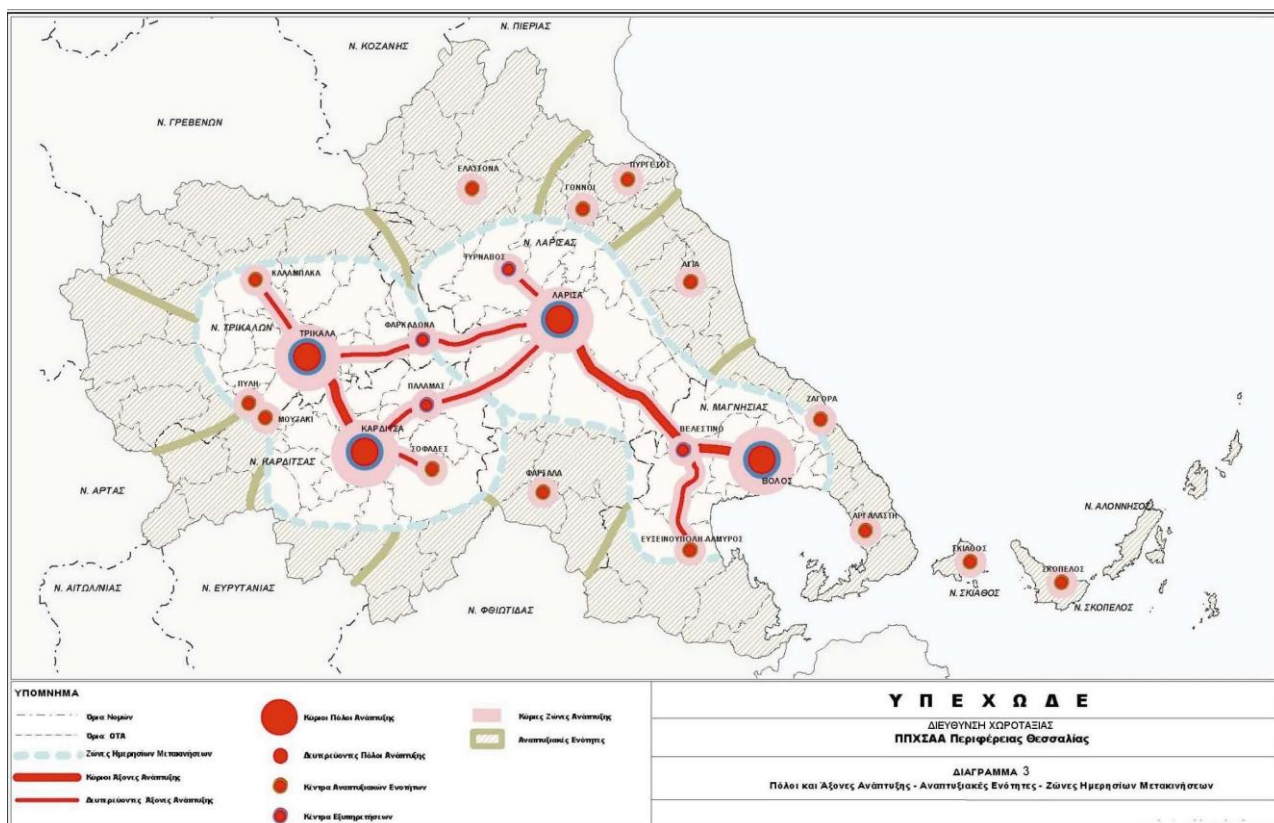 Ν. ΠΙΕΡΙΑΣ
Ν. ΚΟΖΑΝΗΣ
Ν. ΓΡΕΒΕΝΩΝ
ΕΛΑΣΣΟΝΑ
ΠΥΡΓΕΤΟΣ
ΓΟΝΝΟΙ
Ν. ΛΑΡΙΣΑΣ
ΤΥΡΝΑΒΟΣ
ΑΓΙΑ
ΚΑΛΑΜΠΑΚΑ
ΛΑΡΙΣΑ
Ν. ΤΡΙΚΑΛΩΝ
ΤΡΙΚΑΛΑ
ΦΑΡΚΑΔΩΝΑ
ΠΥΛΗ
ΜΟΥΖΑΚΙ
ΠΑΛΑΜΑΣ
Ν. ΜΑΓΝΗΣΙΑΣ
ΖΑΓΟΡΑ
ΚΑΡΔΙΤΣΑ
ΒΕΛΕΣΤΙΝΟ
ΣΟΦΑΔΕΣ
Ν. ΚΑΡΔΙΤΣΑΣ
ΦΑΡΣΑΛΑ
ΒΟΛΟΣ
Ν. ΑΡΤΑΣ
Ν. ΑΛΟΝΝΗΣΟΣ
ΑΡΓΑΛΑΣΤΗ
ΕΥΞΕΙΝΟΥΠΟΛΗ-ΑΛΜΥΡΟΣ
ΣΚΙΑΘΟΣ
ΣΚΟΠΕΛΟΣ
Ν. ΑΙΤΩΛ/ΝΙΑΣ
Ν. ΕΥΡΥΤΑΝΙΑΣ
Ν. ΣΚΙΑΘΟΣ
Ν. ΣΚΟΠΕΛΟΣ
Ν. ΦΘΙΩΤΙΔΑΣ
ΥΠΟΜΝΗΜΑ
Όρια Νομών
Όρια ΟΤΑ
Ζώνες Ημερησίων Μετακινήσεων
Κύριοι Άξονες Ανάπτυξης
Δευτερεύοντες Άξονες Ανάπτυξης
Κύριοι Πόλοι Ανάπτυξης
Δευτερεύοντες Πόλοι Ανάπτυξης
Κέντρα Αναπτυξιακών Ενοτήτων
Κέντρα Εξυπηρετήσεων
Κύριες Ζώνες Ανάπτυξης
Αναπτυξιακές Ενότητες
Υ Π Ε Χ Ω Δ Ε
ΔΙΕΥΘΥΝΣΗ ΧΩΡΟΤΑΞΙΑΣ
ΠΠΧΣΑΑ Περιφέρειας Θεσσαλίας
ΔΙΑΓΡΑΜΜΑ 3
Πόλοι και Άξονες Ανάπτυξης - Αναπτυξιακές Ενότητες - Ζώνες Ημερησίων Μετακινήσεων